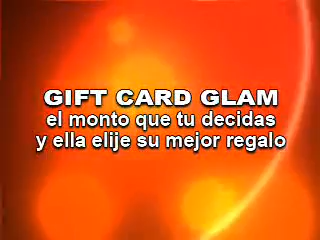 GIFT CARD GLAM
el monto que tu decidas
y ella elije su mejor regalo